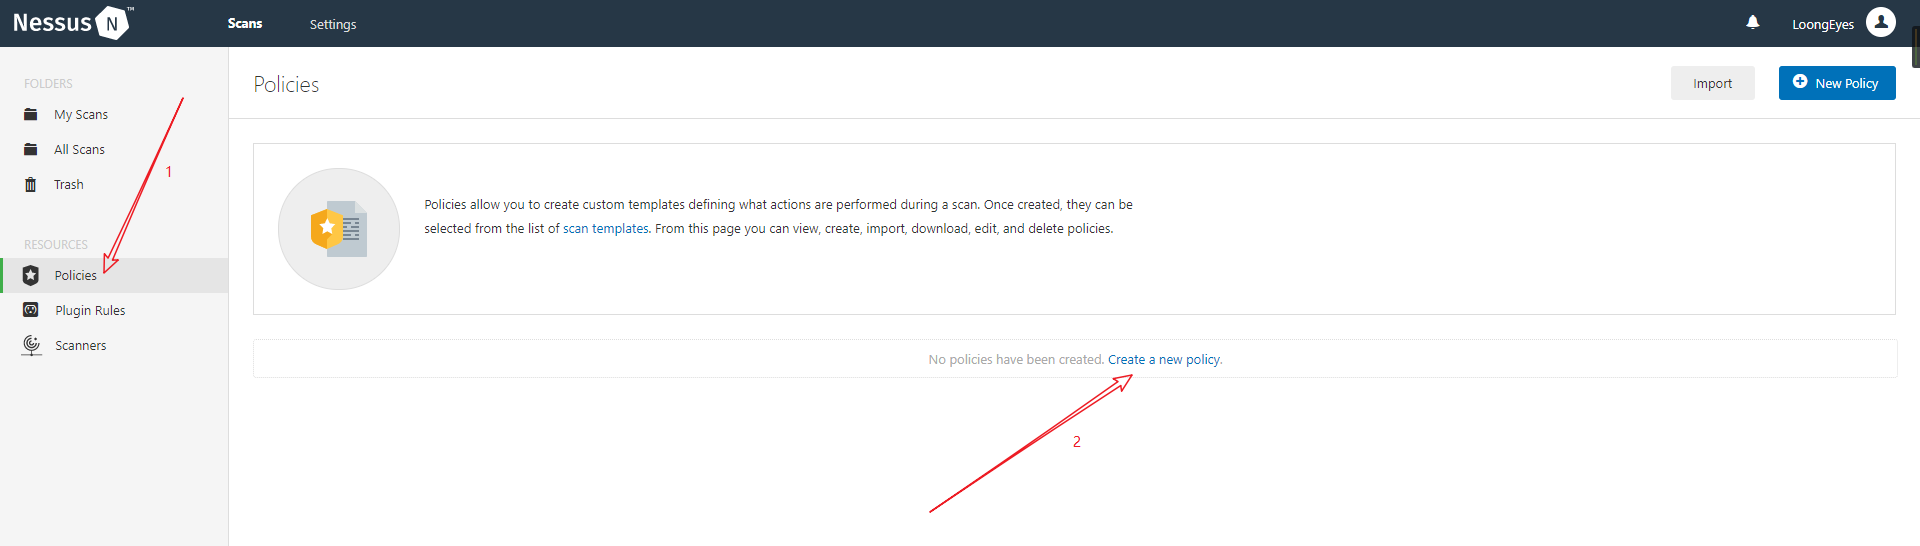 Nessus N ™
Scans
Settings
LoongEyes
FOLDERS
My Scans
All Scans
Trash
1
RESOURCES
Policies
Plugin Rules
Scanners
Policies
Import
New Policy
Policies allow you to create custom templates defining what actions are performed during a scan. Once created, they can be
selected from the list of scan templates. From this page you can view, create, import, download, edit, and delete policies.
No policies have been created. Create a new policy.
2